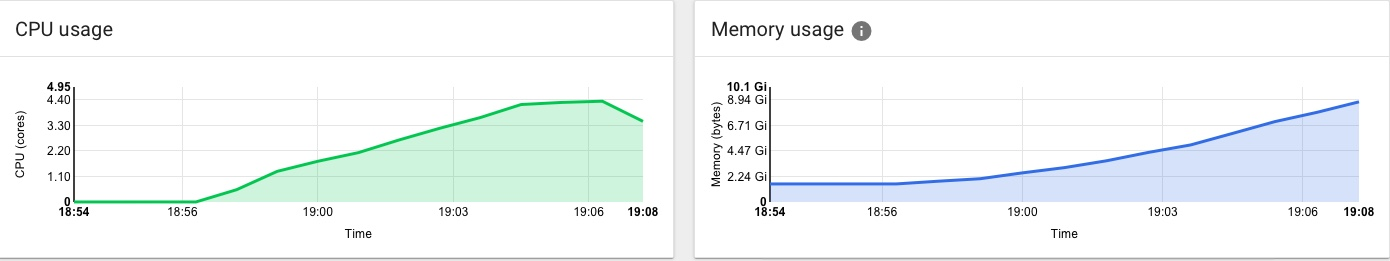 CPU usage
CPU (cores)
4.95
4.40
3.30
2.20
1.10
0
18:54
18:56
19:00
19:03
19:06
19:08
Time
Memory usage i
Memory (bytes)
10.1 Gi
8.94 Gi
6.71 Gi
4.47 Gi
2.24 Gi
0
18:54
18:56
19:00
19:03
19:06
19:08
Time